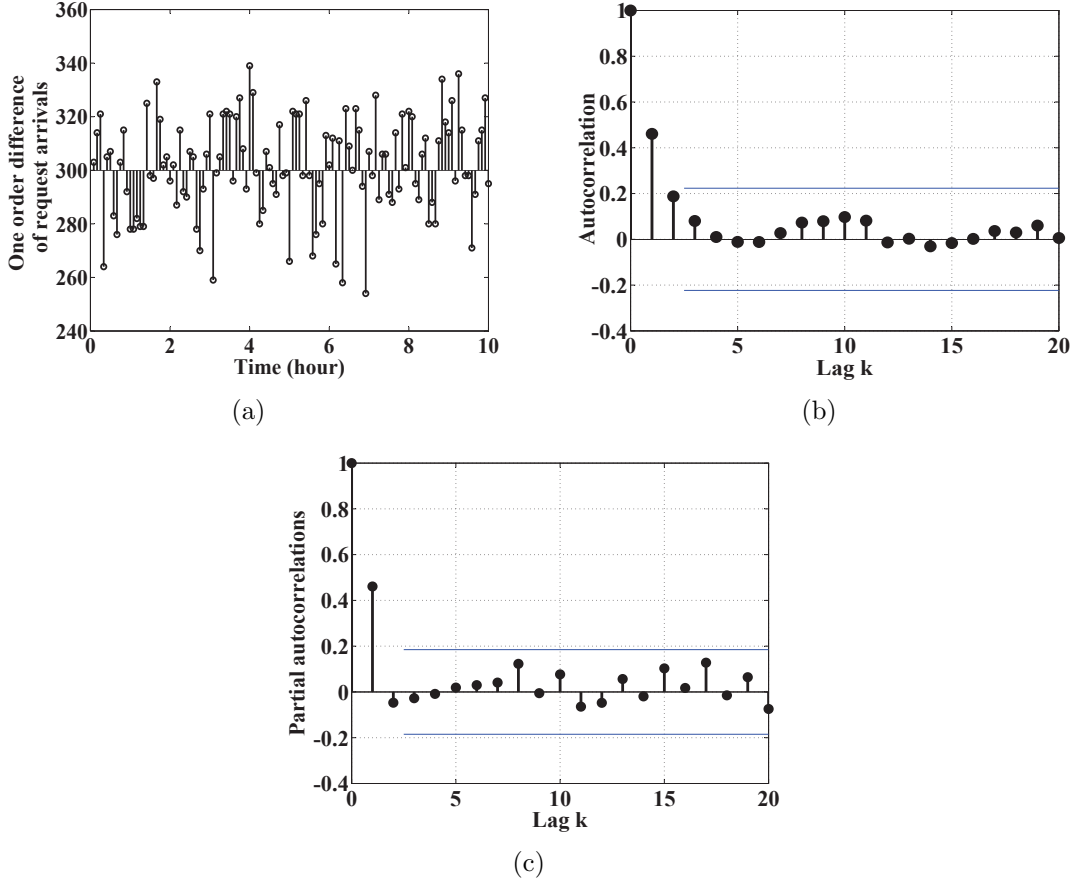 One order difference
of request arrivals
360
340
320
300
280
260
240
0 2 4 6 8 10
Time (hour)
(a)
Autocorrelation
1
0.8
0.6
0.4
0.2
0
-0.2
-0.4
0 5 10 15 20
Lag k
(b)
Partial autocorrelations
1
0.8
0.6
0.4
0.2
0
-0.2
-0.4
0 5 10 15 20
Lag k
(c)